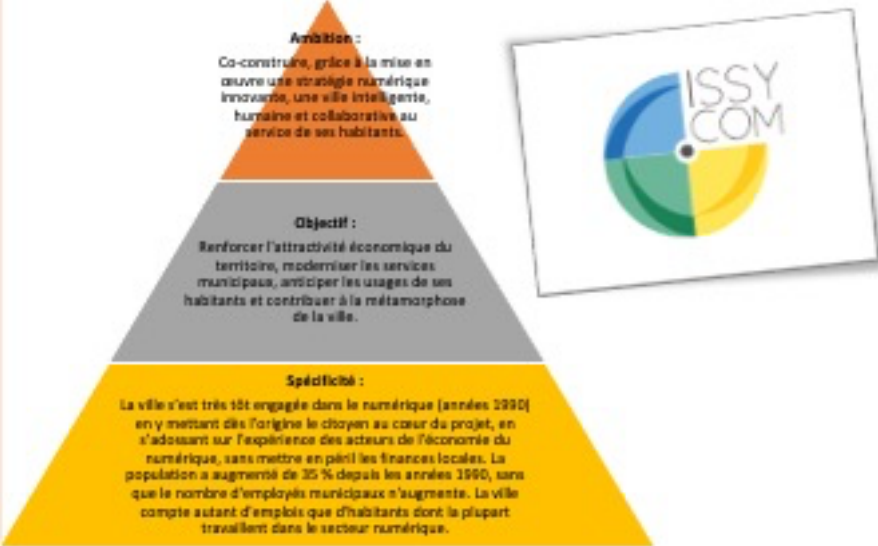 Ambition :
Co-construire, grâce à la mise en
œuvre une stratégie numérique
innovante, une ville intelligente,
humaine et collaborative au
service de ses habitants.
ISSY
COM
Objectif :
Renforcer l'attractivité économique du
territoire, moderniser les services
municipaux, anticiper les usages de ses
habitants et contribuer à la métamorphose
de la ville.
Spécificité :
La ville s'est très tôt engagée dans le numérique (années 1990)
en y mettant dès l'origine le citoyen au cœur du projet, en
s'adossant sur l'expérience des acteurs de l'économie du
numérique, sans mettre en péril les finances locales. La
population a augmenté de 35 % depuis les années 1990, sans
que le nombre d'employés municipaux n'augmente. La ville
compte autant d'emplois que d'habitants dont la plupart
travaillent dans le secteur numérique.